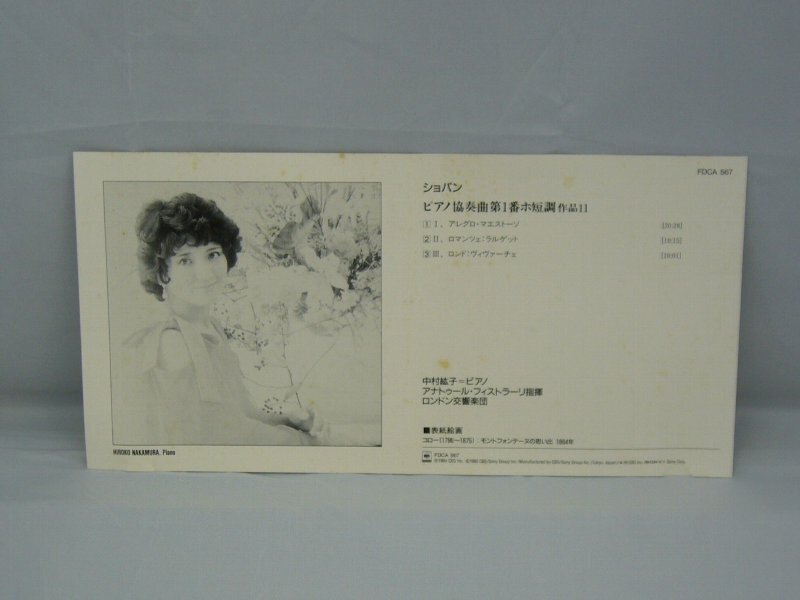 FDCA 567
ショパン
ピアノ協奏曲第1番ホ短調 作品11
1 I. アレグロ・マエストーソ [20:28]
2 II. ロマンツェ:ラルゲット [10:15]
3 III. ロンド:ヴィヴァーチェ [10:01]
中村紘子=ピアノ
アナトゥール・フィストラーリ指揮
ロンドン交響楽団
■表紙絵画
コロー(1796〜1875):モントフォンテーヌの思い出 1864年
HIROKO NAKAMURA, Piano
FDCA 567